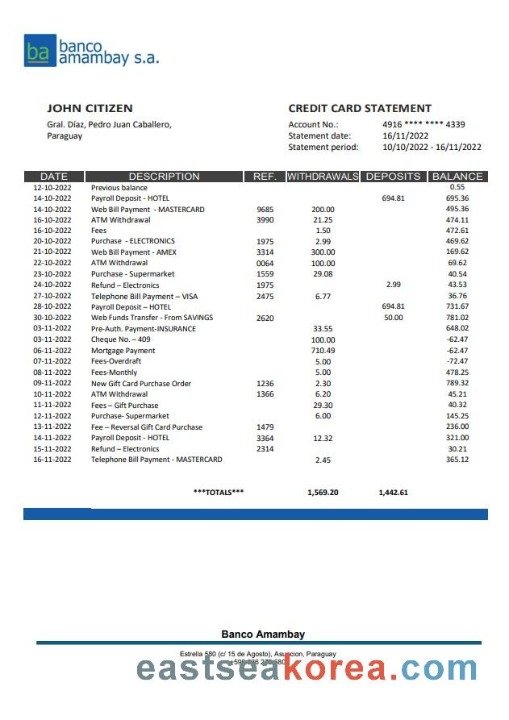 ba banco
amambay s.a.
JOHN CITIZEN CREDIT CARD STATEMENT
Gral. Díaz, Pedro Juan Caballero, Account No.: 4916 **** **** 4339
Paraguay Statement date: 16/11/2022
Statement period: 10/10/2022 - 16/11/2022
DATE DESCRIPTION REF. WITHDRAWALS DEPOSITS BALANCE
12-10-2022 Previous balance 0.55
14-10-2022 Payroll Deposit - HOTEL 694.81 695.36
14-10-2022 Web Bill Payment - MASTERCARD 9685 200.00 495.36
16-10-2022 ATM Withdrawal 3990 21.25 474.11
16-10-2022 Fees 1.50 472.61
20-10-2022 Purchase - ELECTRONICS 1975 2.99 469.62
21-10-2022 Web Bill Payment - AMEX 3314 300.00 169.62
22-10-2022 ATM Withdrawal 0064 100.00 69.62
23-10-2022 Purchase - Supermarket 1559 29.08 40.54
24-10-2022 Refund – Electronics 1975 2.99 43.53
27-10-2022 Telephone Bill Payment – VISA 2475 6.77 36.76
28-10-2022 Payroll Deposit – HOTEL 694.81 731.67
30-10-2022 Web Funds Transfer - From SAVINGS 2620 50.00 781.02
03-11-2022 Pre-Auth. Payment-INSURANCE 33.55 648.02
03-11-2022 Cheque No. – 409 100.00 -62.47
06-11-2022 Mortgage Payment 710.49 -62.47
07-11-2022 Fees-Overdraft 5.00 -72.47
08-11-2022 Fees-Monthly 5.00 478.25
09-11-2022 New Gift Card Purchase Order 1236 2.30 789.32
10-11-2022 ATM Withdrawal 1366 6.20 45.21
11-11-2022 Fees – Gift Purchase 29.30 40.32
12-11-2022 Purchase- Supermarket 6.00 145.25
13-11-2022 Fee – Reversal Gift Card Purchase 1479 236.00
14-11-2022 Payroll Deposit - HOTEL 3364 12.32 321.00
15-11-2022 Refund – Electronics 2314 30.21
16-11-2022 Telephone Bill Payment - MASTERCARD 2.45 365.12
***TOTALS*** 1,569.20 1,442.61
Banco Amambay
Estrella 580 (c/ 15 de Agosto), Asuncion, Paraguay
eastseakorea.com